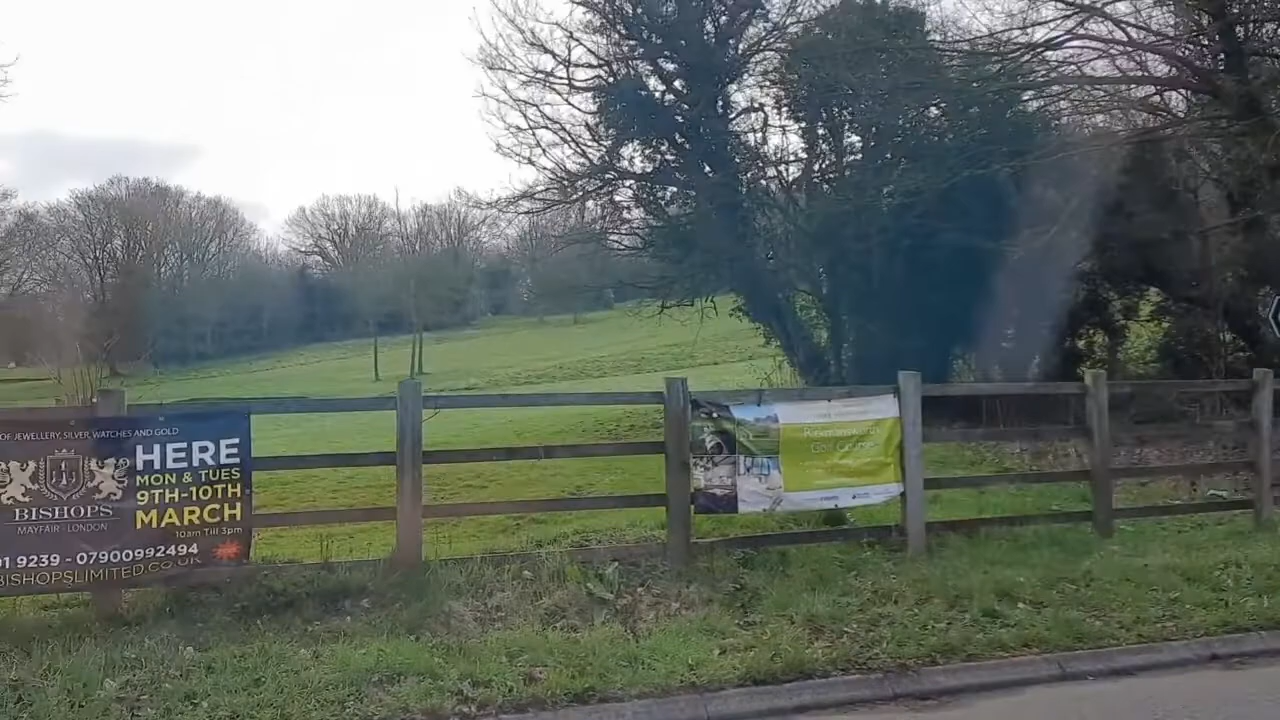 OF JEWELLERY, SILVER, WATCHES AND GOLD
HERE
MON & TUES
9TH-10TH
MARCH
10am Till 3pm
BISHOPS
MAYFAIR - LONDON
01 9239 - 07900992494
BISHOPSLIMITED.CO.UK
Rickmansworth
Golf Course